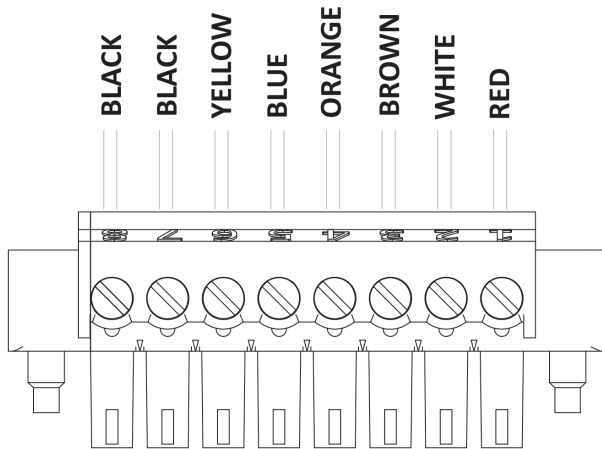 BLACK
BLACK
YELLOW
BLUE
ORANGE
BROWN
WHITE
RED
8 7 6 5 4 3 2 1